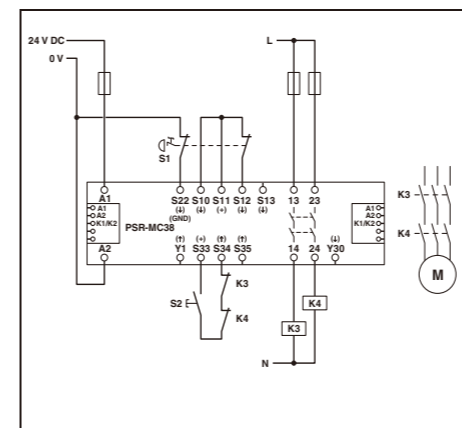 24 V DC
0 V
L
S1
A1 S22 S10 S11 S12 S13 13 23
(↓) (↓) (+) (↓) (↓)
(GND)
A1
A2
K1/K2
PSR-MC38
A1
A2
K1/K2
(↑) (+) (↑) (↑) (↓)
A2 Y1 S33 S34 S35 14 24 Y30
K3
K4
M
S2
K3
K4
K3
K4
N